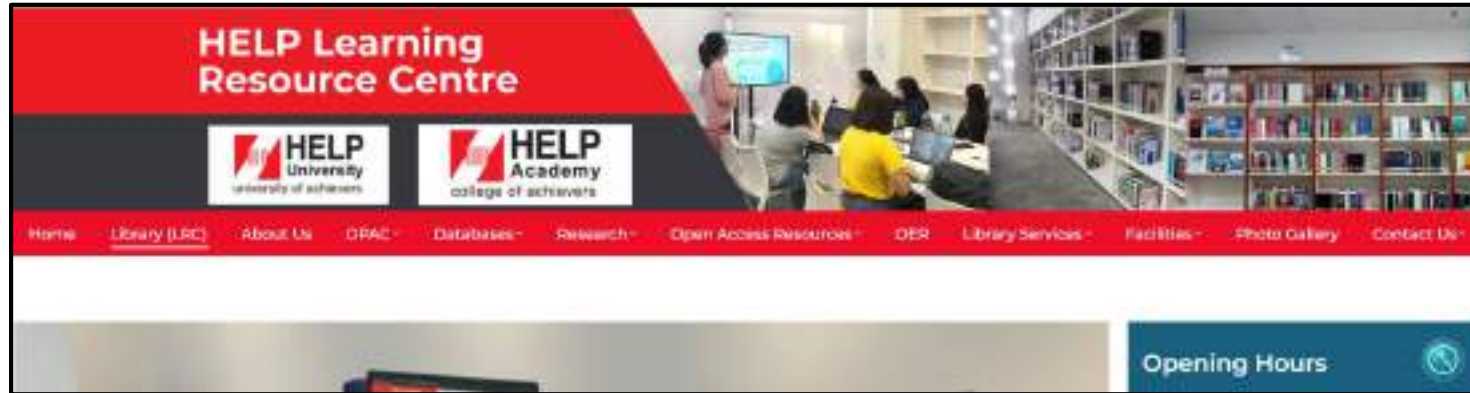 HELP Learning
Resource Centre
HELP
University
university of achievers
HELP
Academy
college of achievers
Home Library (LRC) About Us OPAC Databases Research Open Access Resources OER Library Services Facilities Photo Gallery Contact Us
Opening Hours